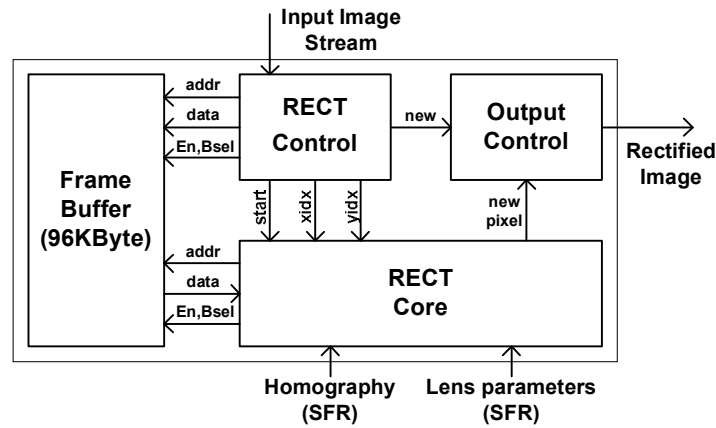 Input Image
Stream
addr
data
En,Bsel
RECT
Control
new
Output
Control
Rectified
Image
Frame
Buffer
(96KByte)
start
xidx
yidx
new
pixel
addr
data
En,Bsel
RECT
Core
Homography
(SFR)
Lens parameters
(SFR)